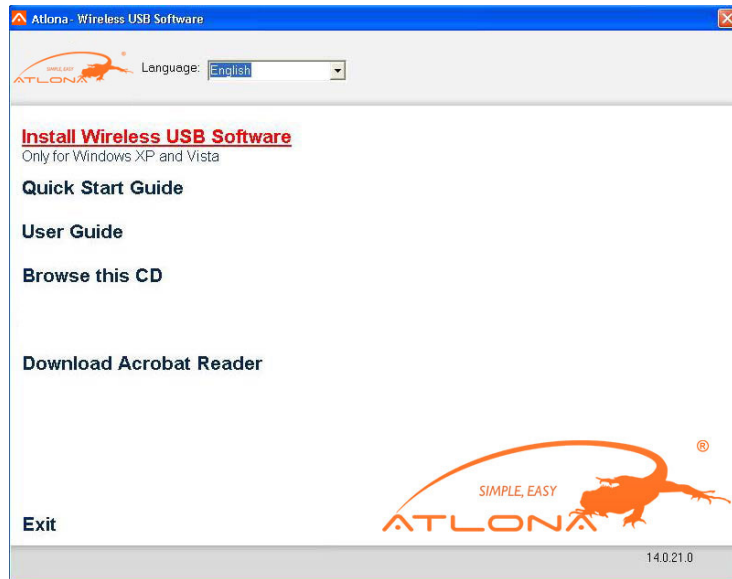 Atlona - Wireless USB Software
SIMPLE, EASY
ATLONA
Language: English
Install Wireless USB Software
Only for Windows XP and Vista
Quick Start Guide
User Guide
Browse this CD
Download Acrobat Reader
®
SIMPLE, EASY
ATLONA
Exit
14.0.21.0